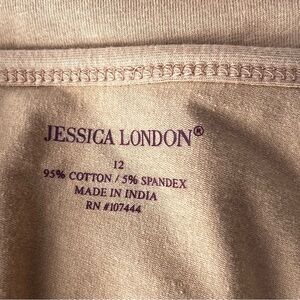 JESSICA LONDON®
12
95% COTTON / 5% SPANDEX
MADE IN INDIA
RN #107444